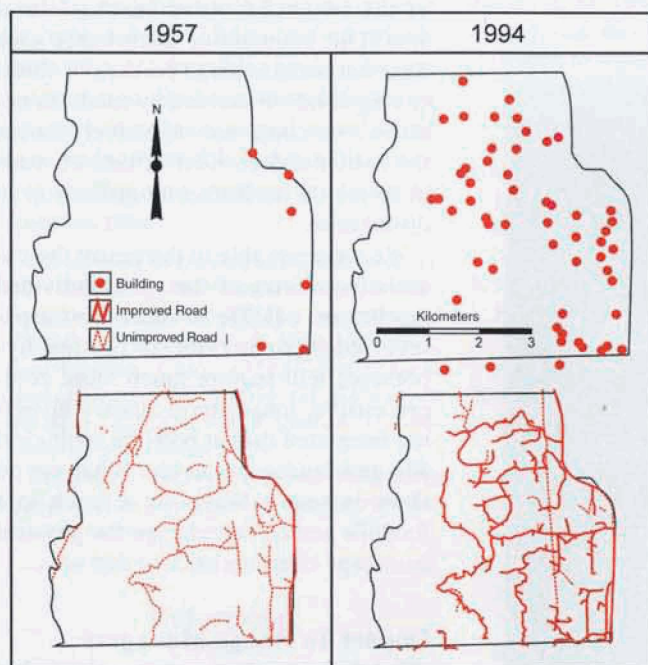 1957
1994
N
Building
Improved Road
Unimproved Road
Kilometers
0 1 2 3